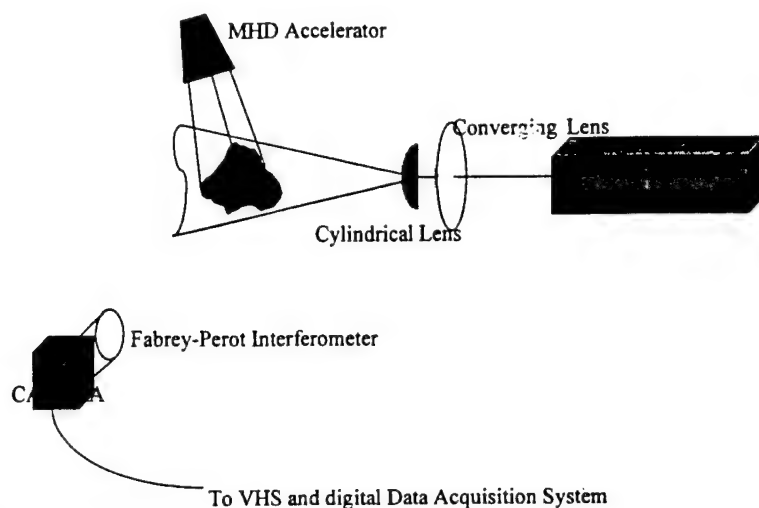 MHD Accelerator
Converging Lens
Cylindrical Lens
Fabrey-Perot Interferometer
To VHS and digital Data Acquisition System